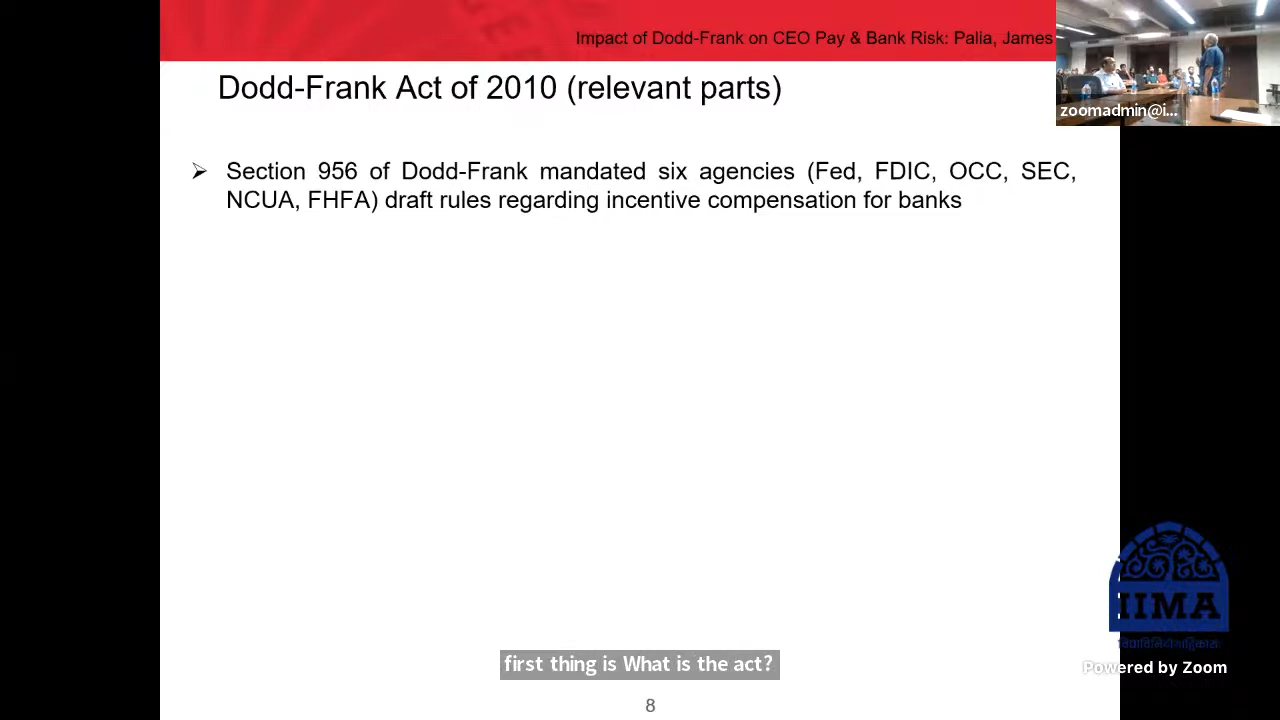 Impact of Dodd-Frank on CEO Pay & Bank Risk: Palia, James
zoomadmin@i...
Dodd-Frank Act of 2010 (relevant parts)
Section 956 of Dodd-Frank mandated six agencies (Fed, FDIC, OCC, SEC,
NCUA, FHFA) draft rules regarding incentive compensation for banks
IIMA
Powered by Zoom
first thing is What is the act?
8